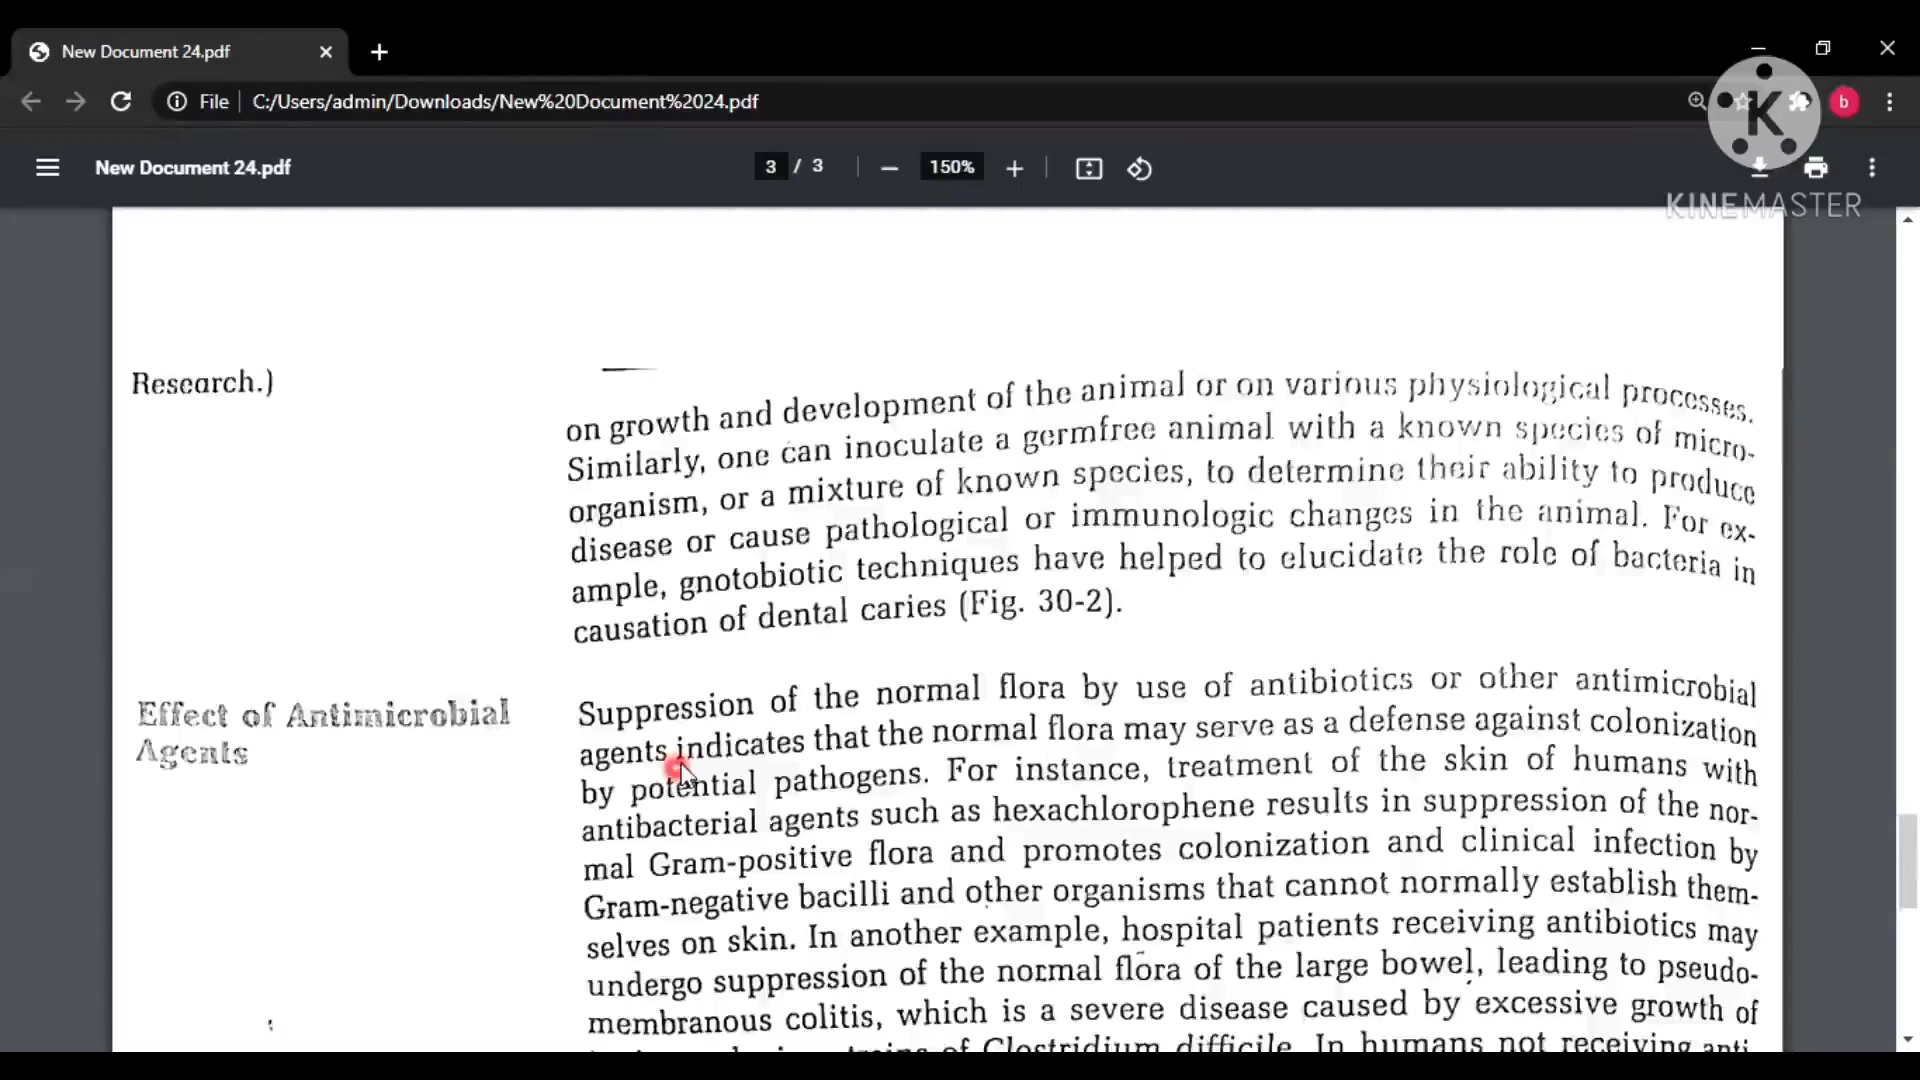 New Document 24.pdf
File C:/Users/admin/Downloads/New%20Document%2024.pdf
b
K
KINEMASTER
New Document 24.pdf
3 / 3
150%
Research.)
on growth and development of the animal or on various physiological processes.
Similarly, one can inoculate a germfree animal with a known species of micro-
organism, or a mixture of known species, to determine their ability to produce
disease or cause pathological or immunologic changes in the animal. For ex-
ample, gnotobiotic techniques have helped to elucidate the role of bacteria in
causation of dental caries (Fig. 30-2).
Effect of Antimicrobial
Agents
Suppression of the normal flora by use of antibiotics or other antimicrobial
agents indicates that the normal flora may serve as a defense against colonization
by potential pathogens. For instance, treatment of the skin of humans with
antibacterial agents such as hexachlorophene results in suppression of the nor-
mal Gram-positive flora and promotes colonization and clinical infection by
Gram-negative bacilli and other organisms that cannot normally establish them-
selves on skin. In another example, hospital patients receiving antibiotics may
undergo suppression of the normal flora of the large bowel, leading to pseudo-
membranous colitis, which is a severe disease caused by excessive growth of
of Clostridium difficile. In humans not receiving anti-